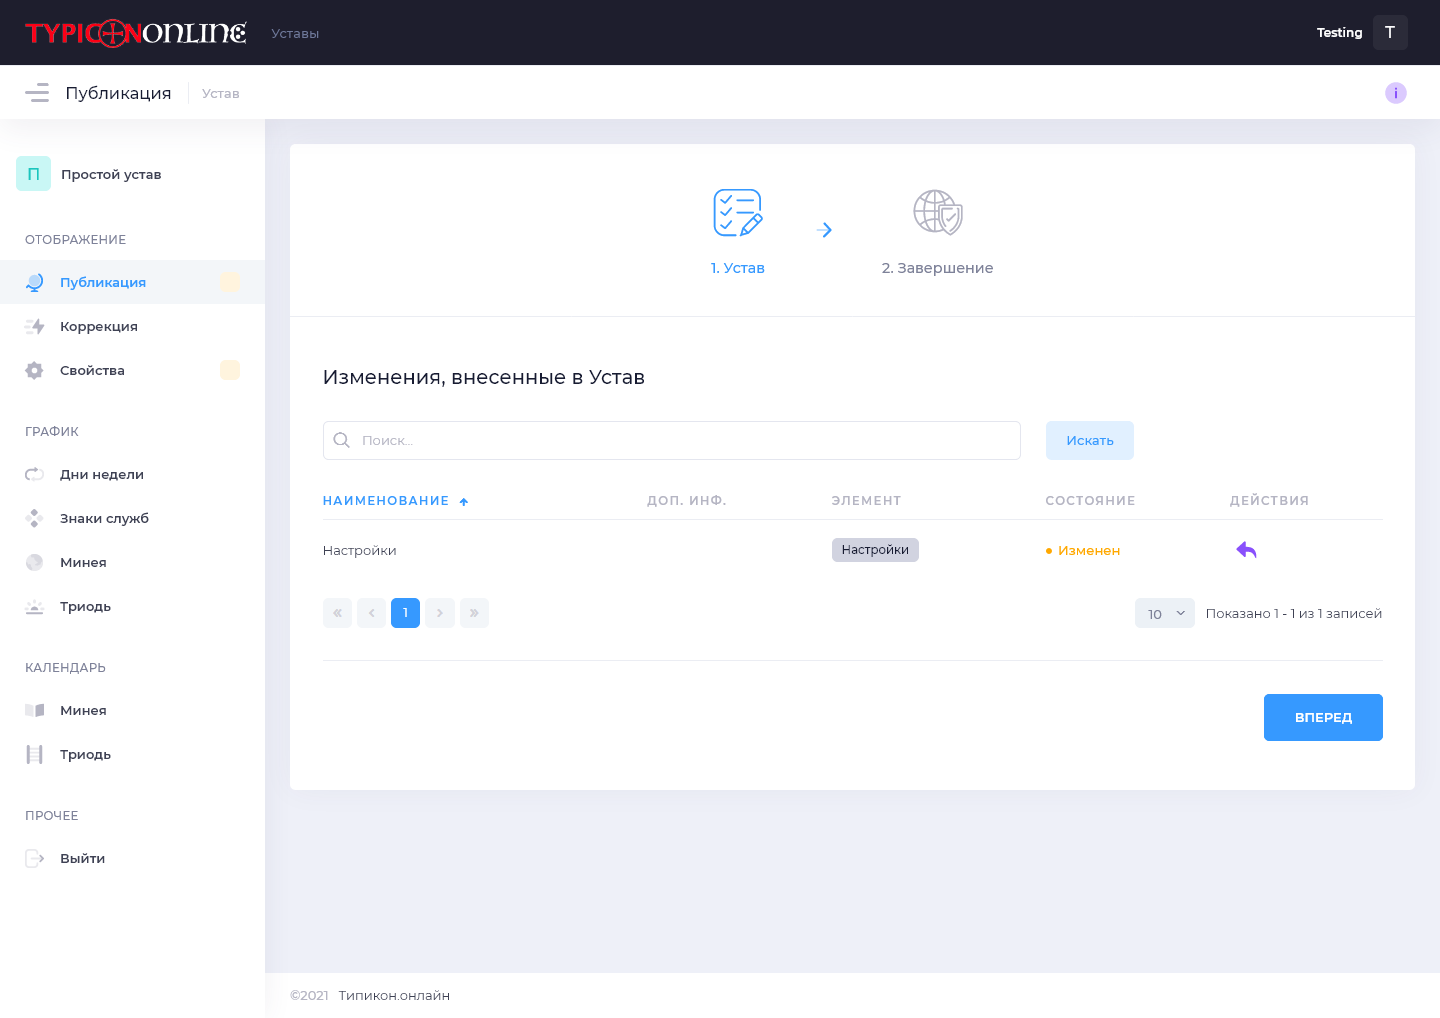 TYPICONONLINE
Уставы
Testing
T
Публикация
Устав
i
П
Простой устав
ОТОБРАЖЕНИЕ
Публикация
Коррекция
Свойства
ГРАФИК
Дни недели
Знаки служб
Минея
Триодь
КАЛЕНДАРЬ
Минея
Триодь
ПРОЧЕЕ
Выйти
1. Устав
2. Завершение
Изменения, внесенные в Устав
Поиск...
Искать
НАИМЕНОВАНИЕ ДОП. ИНФ. ЭЛЕМЕНТ СОСТОЯНИЕ ДЕЙСТВИЯ
Настройки Настройки Изменен
« ‹ 1 › »
10 Показано 1 - 1 из 1 записей
ВПЕРЕД
©2021 Типикон.онлайн